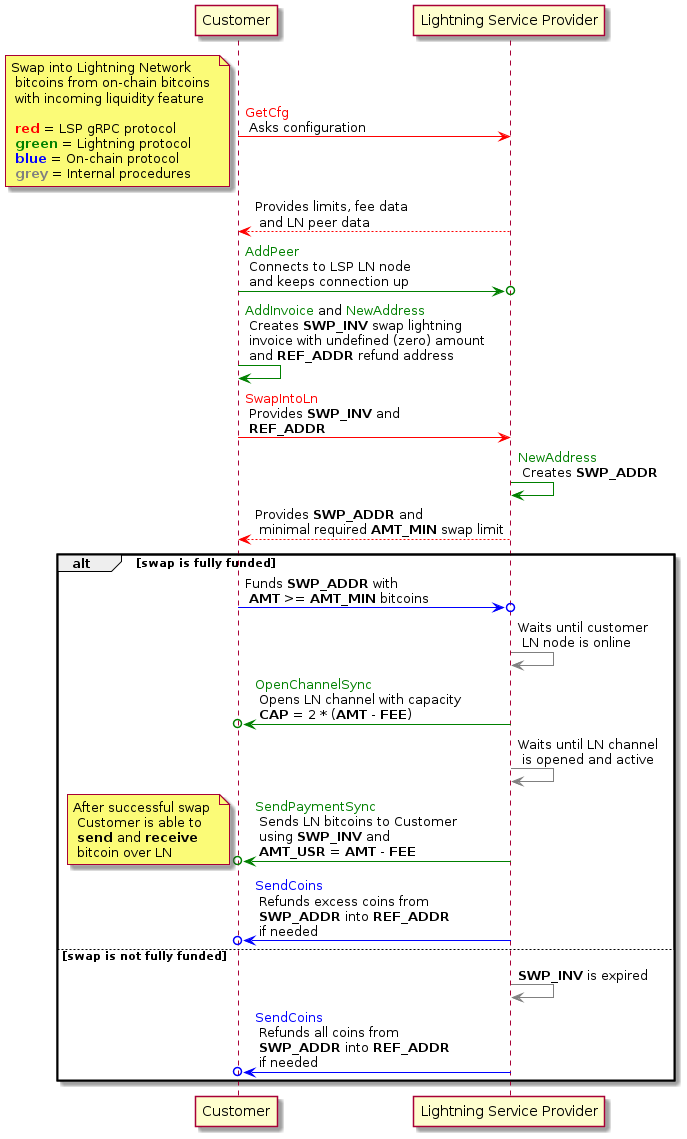 Customer
Lightning Service Provider
Swap into Lightning Network
bitcoins from on-chain bitcoins
with incoming liquidity feature
red = LSP gRPC protocol
green = Lightning protocol
blue = On-chain protocol
grey = Internal procedures
GetCfg
Asks configuration
Provides limits, fee data
and LN peer data
AddPeer
Connects to LSP LN node
and keeps connection up
AddInvoice and NewAddress
Creates SWP_INV swap lightning
invoice with undefined (zero) amount
and REF_ADDR refund address
SwapIntoLn
Provides SWP_INV and
REF_ADDR
NewAddress
Creates SWP_ADDR
Provides SWP_ADDR and
minimal required AMT_MIN swap limit
alt
[swap is fully funded]
Funds SWP_ADDR with
AMT >= AMT_MIN bitcoins
Waits until customer
LN node is online
OpenChannelSync
Opens LN channel with capacity
CAP = 2 * (AMT - FEE)
Waits until LN channel
is opened and active
After successful swap
Customer is able to
send and receive
bitcoin over LN
SendPaymentSync
Sends LN bitcoins to Customer
using SWP_INV and
AMT_USR = AMT - FEE
SendCoins
Refunds excess coins from
SWP_ADDR into REF_ADDR
if needed
[swap is not fully funded]
SWP_INV is expired
SendCoins
Refunds all coins from
SWP_ADDR into REF_ADDR
if needed
Customer
Lightning Service Provider